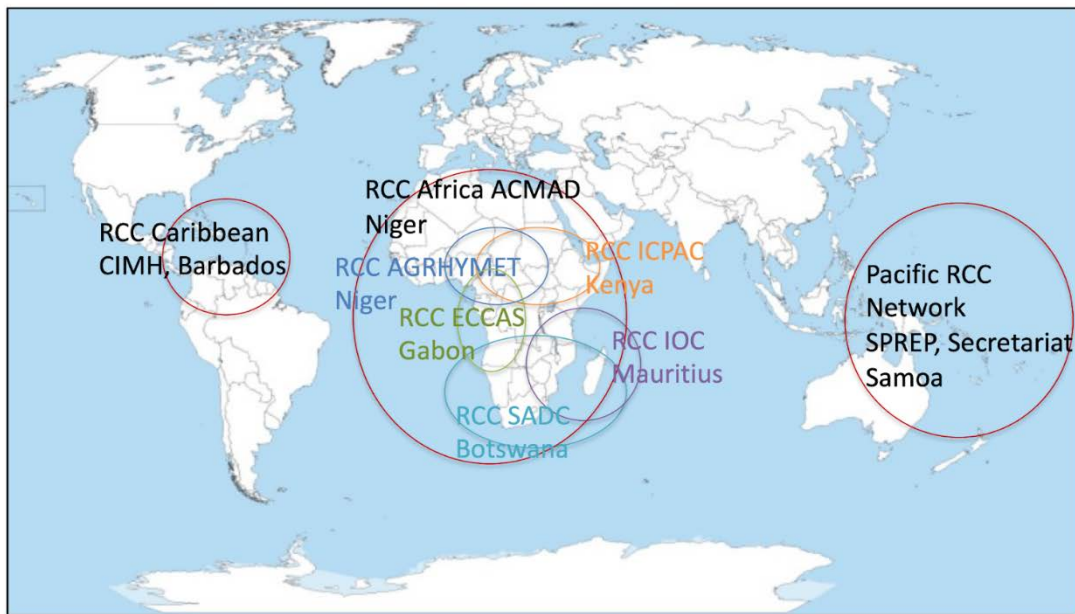 RCC Caribbean
CIMH, Barbados
RCC Africa ACMAD
Niger
RCC AGRHYMET
Niger
RCC ICPAC
Kenya
RCC ECCAS
Gabon
RCC IOC
Mauritius
RCC SADC
Botswana
Pacific RCC
Network
SPREP, Secretariat
Samoa